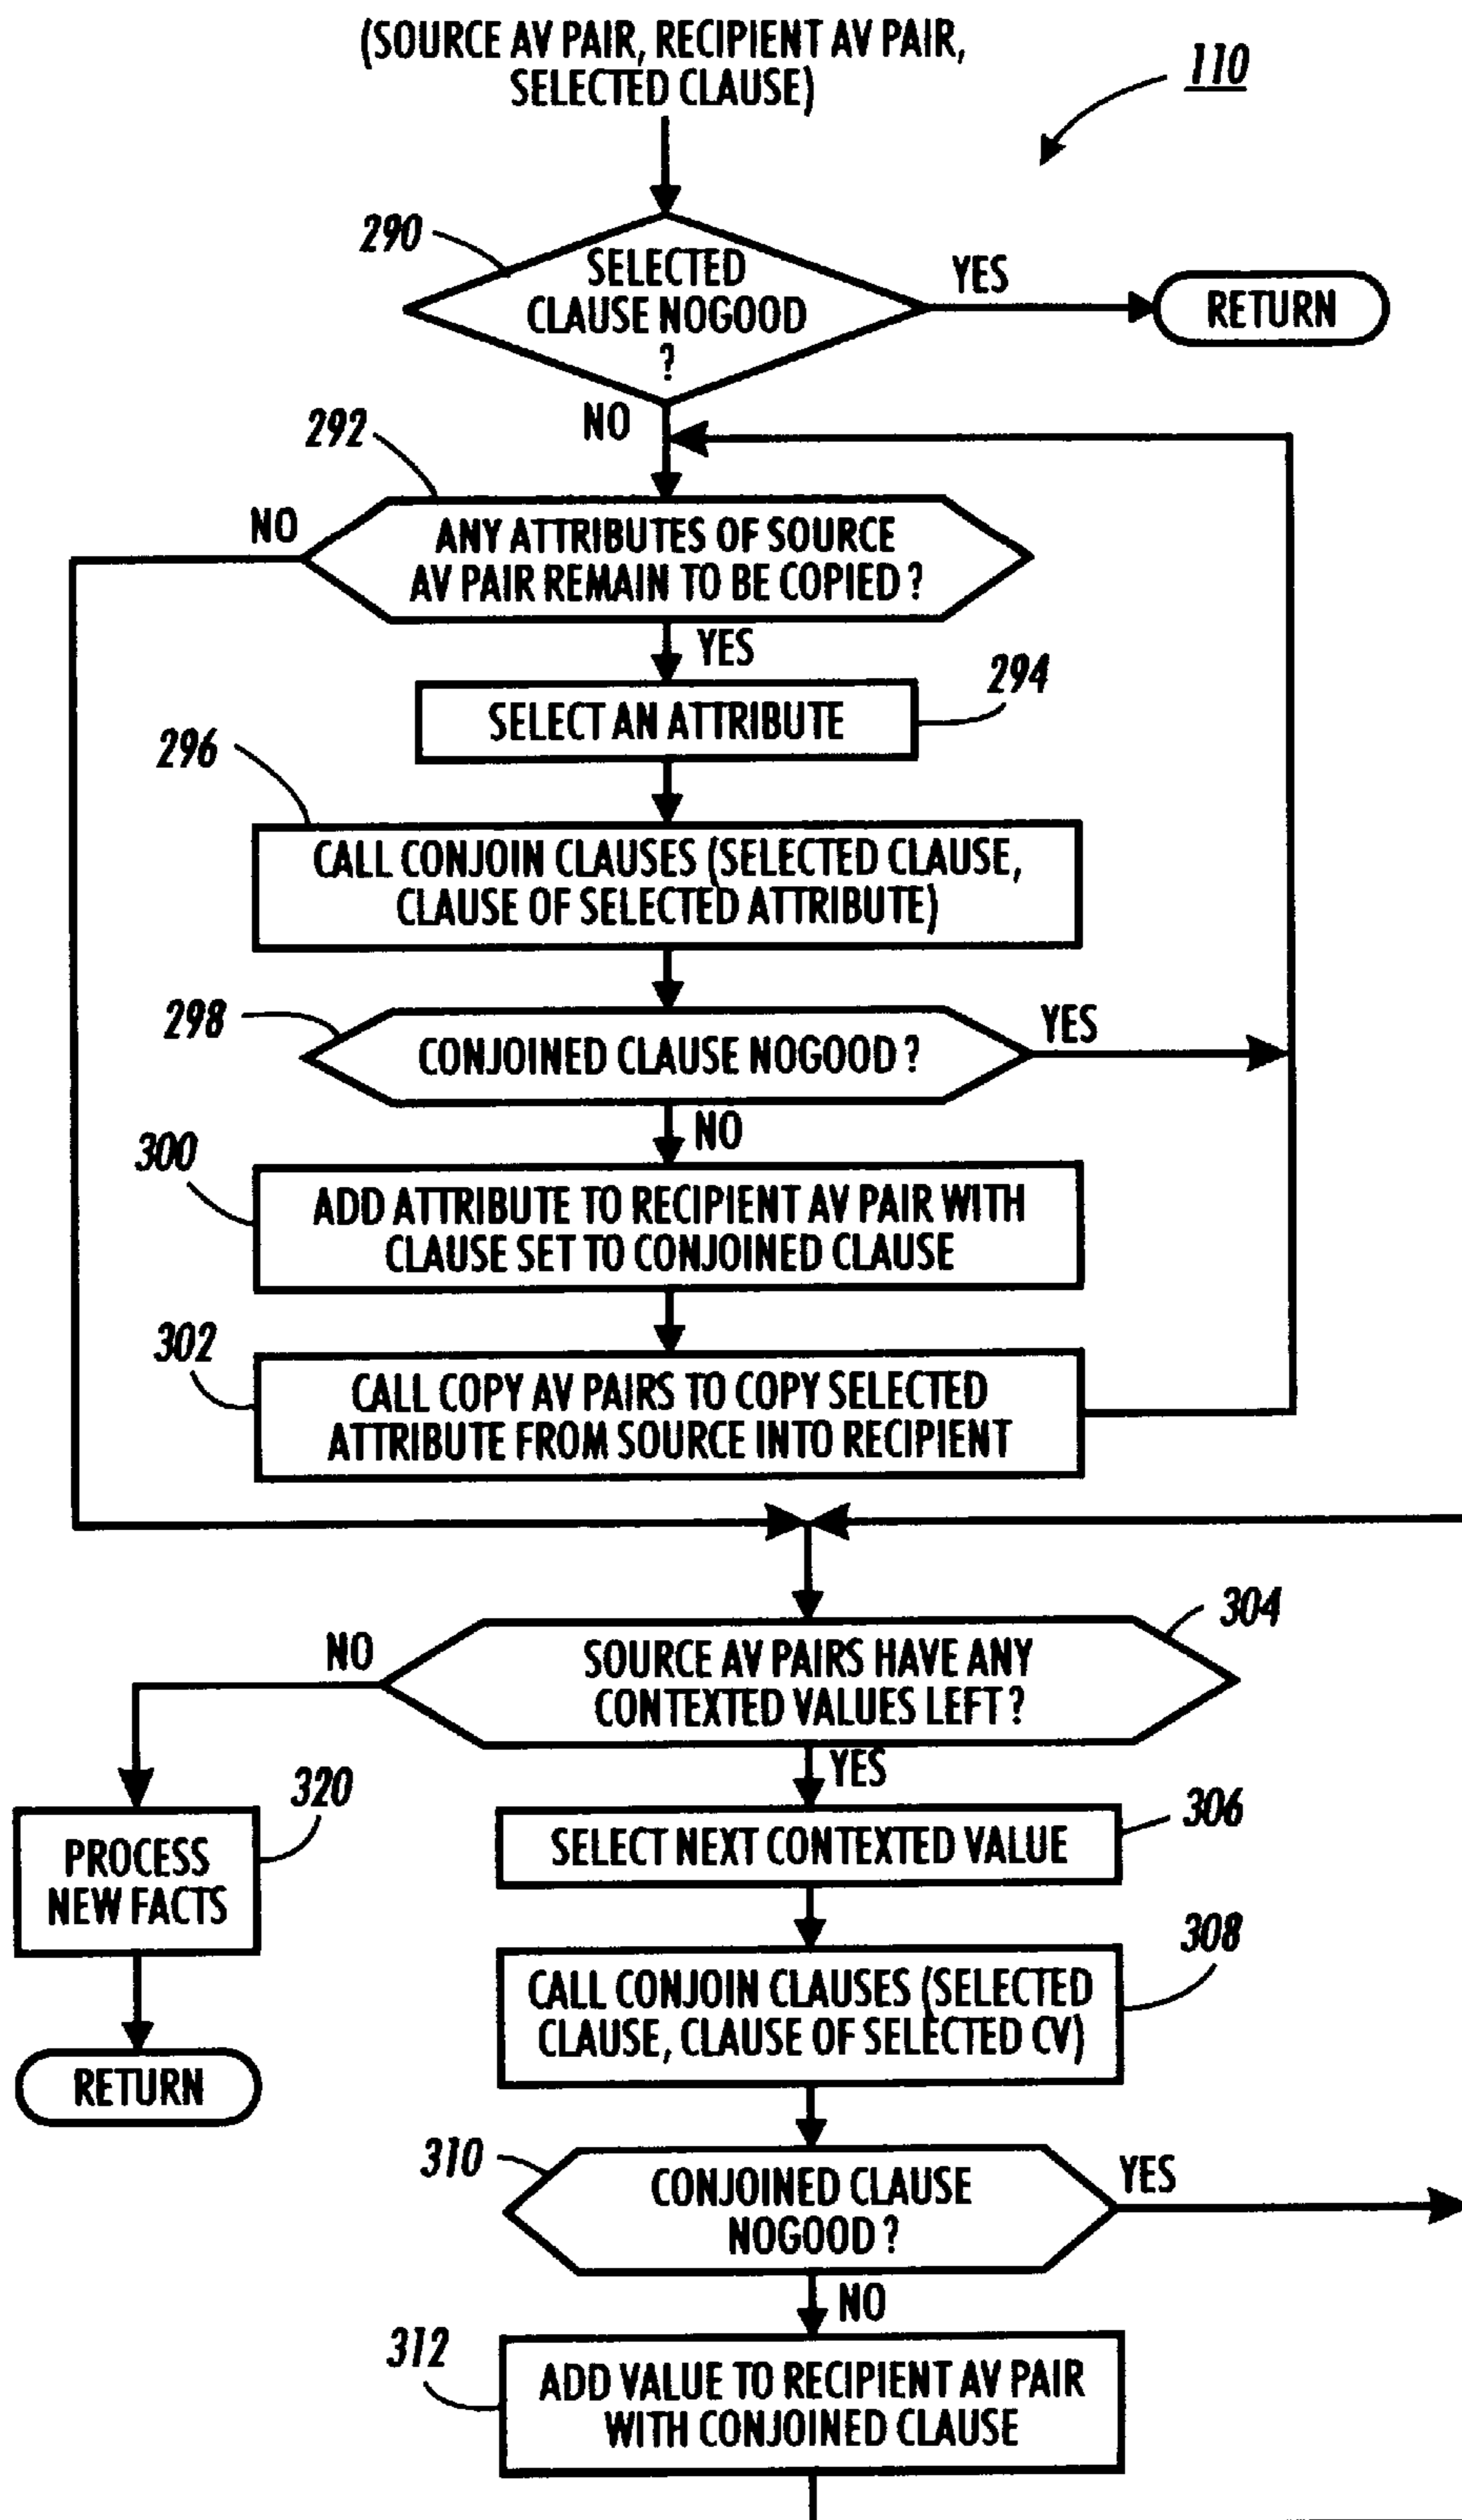 (SOURCE AV PAIR, RECIPIENT AV PAIR,
SELECTED CLAUSE)
110
290
SELECTED
CLAUSE NOGOOD
?
YES
RETURN
NO
292
NO
ANY ATTRIBUTES OF SOURCE
AV PAIR REMAIN TO BE COPIED?
YES
294
SELECT AN ATTRIBUTE
296
CALL CONJOIN CLAUSES (SELECTED CLAUSE,
CLAUSE OF SELECTED ATTRIBUTE)
298
CONJOINED CLAUSE NOGOOD?
YES
NO
300
ADD ATTRIBUTE TO RECIPIENT AV PAIR WITH
CLAUSE SET TO CONJOINED CLAUSE
302
CALL COPY AV PAIRS TO COPY SELECTED
ATTRIBUTE FROM SOURCE INTO RECIPIENT
304
NO
SOURCE AV PAIRS HAVE ANY
CONTEXTED VALUES LEFT?
YES
320
PROCESS
NEW FACTS
RETURN
306
SELECT NEXT CONTEXTED VALUE
308
CALL CONJOIN CLAUSES (SELECTED
CLAUSE, CLAUSE OF SELECTED CV)
310
CONJOINED CLAUSE
NOGOOD?
YES
NO
312
ADD VALUE TO RECIPIENT AV PAIR
WITH CONJOINED CLAUSE